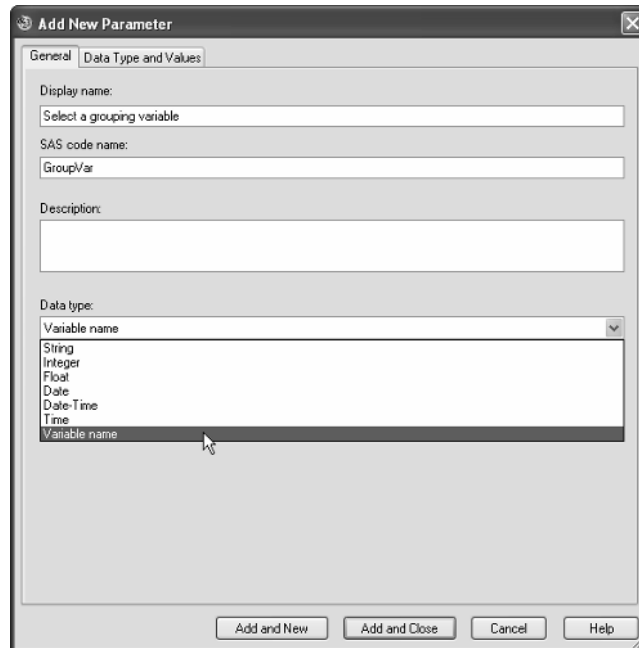 Add New Parameter
General
Data Type and Values
Display name:
Select a grouping variable
SAS code name:
GroupVar
Description:
Data type:
Variable name
String
Integer
Float
Date
Date-Time
Time
Variable name
Add and New
Add and Close
Cancel
Help